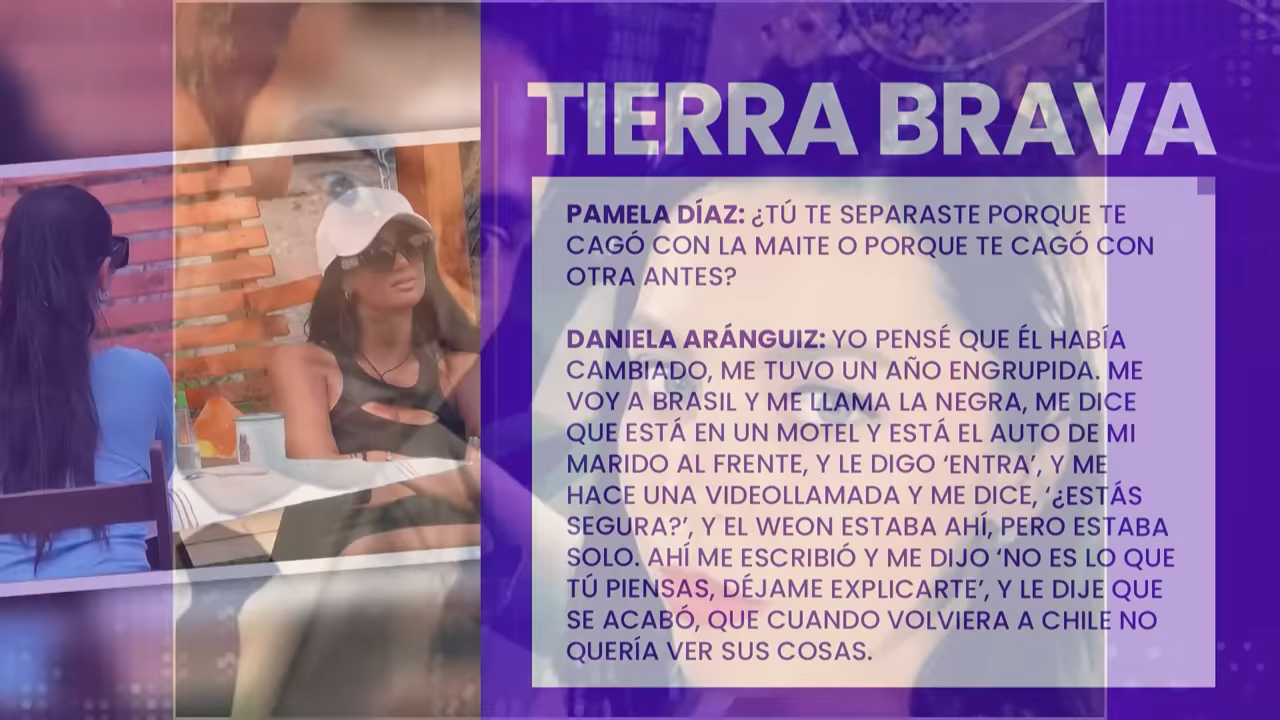 TIERRA BRAVA
PAMELA DÍAZ: ¿TÚ TE SEPARASTE PORQUE TE
CAGÓ CON LA MAITE O PORQUE TE CAGÓ CON
OTRA ANTES?
DANIELA ARÁNGUIZ: YO PENSÉ QUE ÉL HABÍA
CAMBIADO, ME TUVO UN AÑO ENGRUPIDA. ME
VOY A BRASIL Y ME LLAMA LA NEGRA, ME DICE
QUE ESTÁ EN UN MOTEL Y ESTÁ EL AUTO DE MI
MARIDO AL FRENTE, Y LE DIGO ‘ENTRA’, Y ME
HACE UNA VIDEOLLAMADA Y ME DICE, ‘¿ESTÁS
SEGURA?’, Y EL WEON ESTABA AHÍ, PERO ESTABA
SOLO. AHÍ ME ESCRIBIÓ Y ME DIJO ‘NO ES LO QUE
TÚ PIENSAS, DÉJAME EXPLICARTE’, Y LE DIJE QUE
SE ACABÓ, QUE CUANDO VOLVIERA A CHILE NO
QUERÍA VER SUS COSAS.